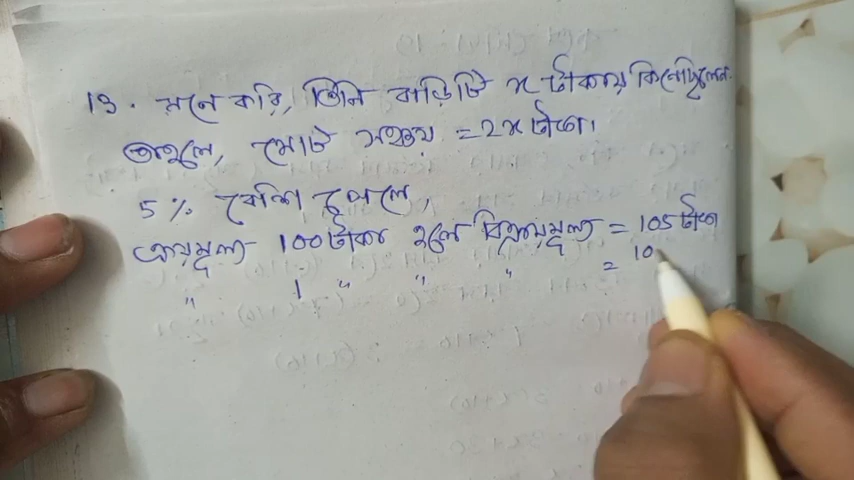 13. মনে করি, তিনি বাড়িটি x টাকায় কিনেছিলেন.
তাহলে, মোট সঞ্চয় = 2x টাকা।
5% বেশি হলে,
ক্রয়মূল্য 100 টাকা হলে বিক্রয়মূল্য = 105 টাকা
" 1 " " " = 10